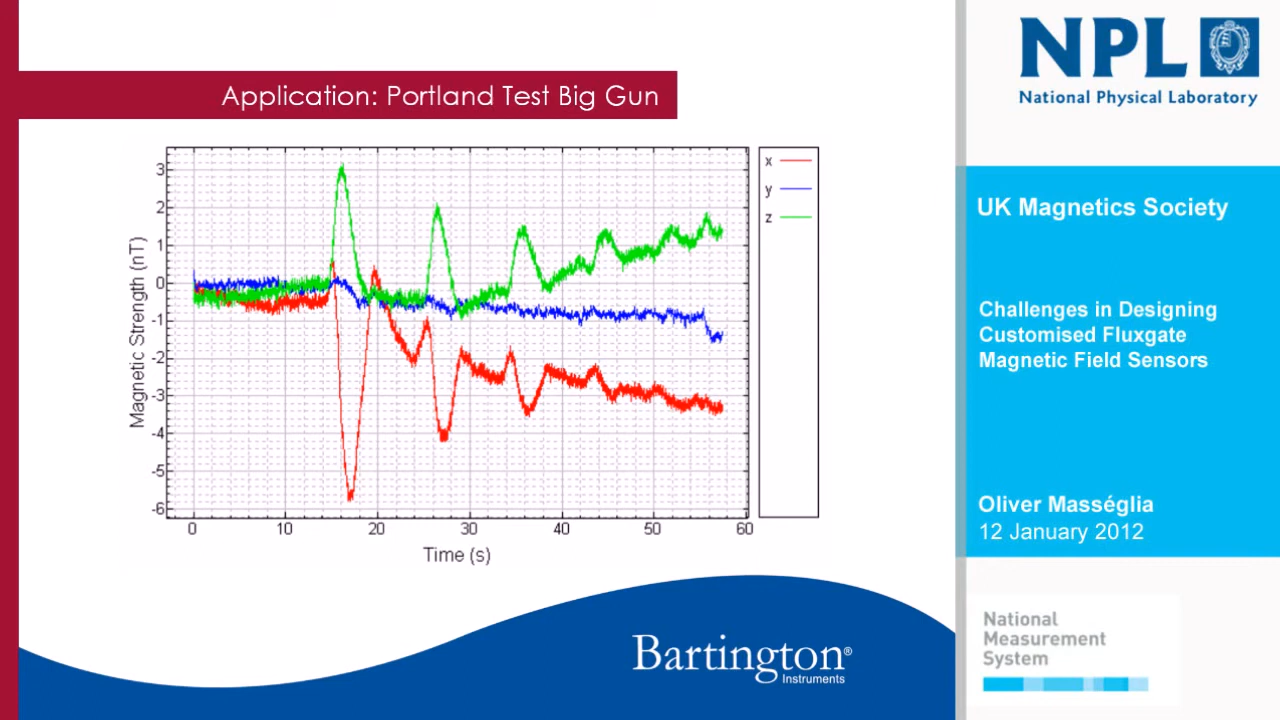 Application: Portland Test Big Gun
Magnetic Strength (nT)
3
2
1
0
-1
-2
-3
-4
-5
-6
0 10 20 30 40 50 60
Time (s)
x
y
z
Bartington®
Instruments
NPL
National Physical Laboratory
UK Magnetics Society
Challenges in Designing
Customised Fluxgate
Magnetic Field Sensors
Oliver Masséglia
12 January 2012
National
Measurement
System